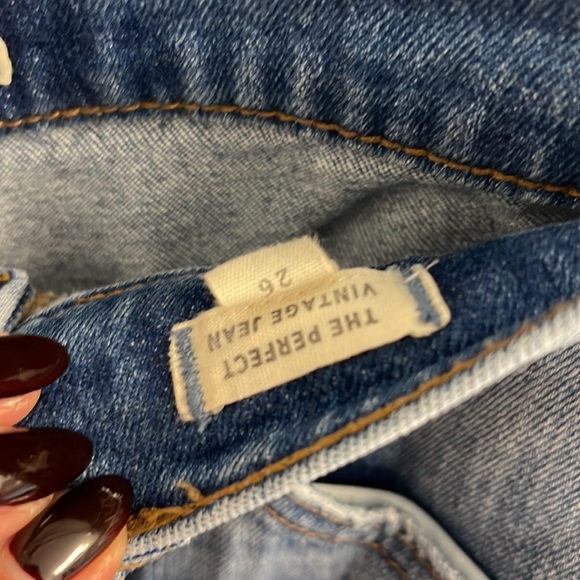 THE PERFECT
VINTAGE JEAN
26